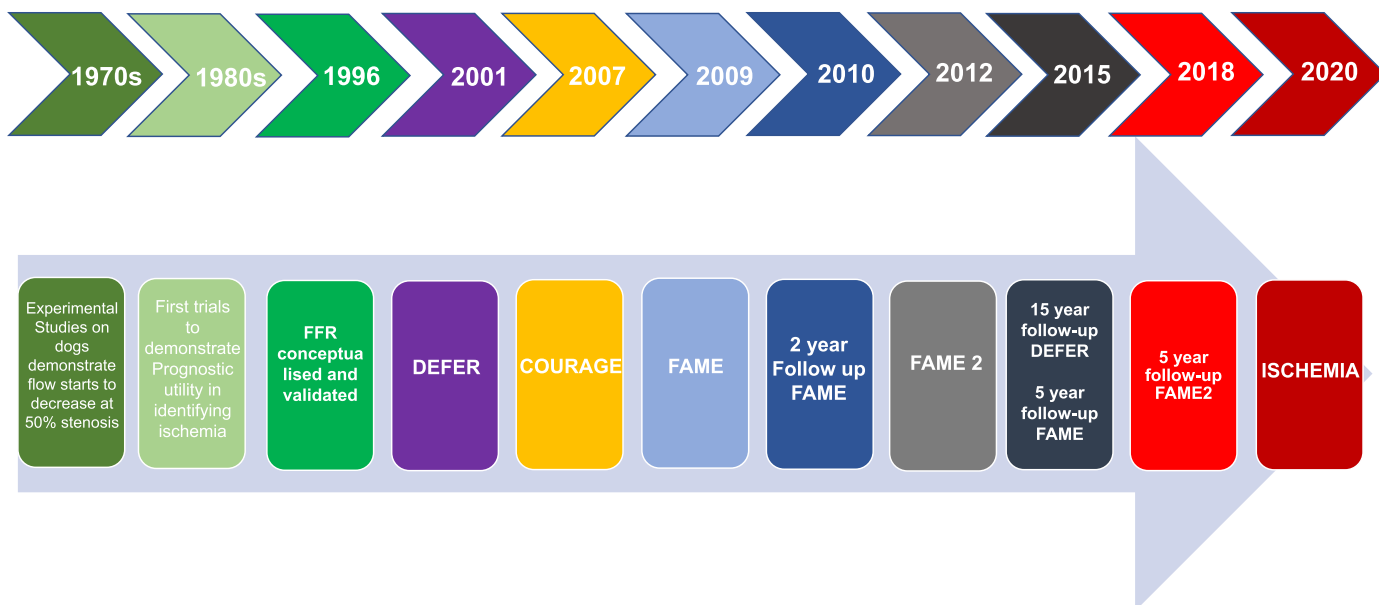 1970s
1980s
1996
2001
2007
2009
2010
2012
2015
2018
2020
Experimental
Studies on
dogs
demonstrate
flow starts to
decrease at
50% stenosis
First trials
to
demonstrate
Prognostic
utility in
identifying
ischemia
FFR
conceptua
lised and
validated
DEFER
COURAGE
FAME
2 year
Follow up
FAME
FAME 2
15 year
follow-up
DEFER
5 year
follow-up
FAME
5 year
follow-up
FAME2
ISCHEMIA